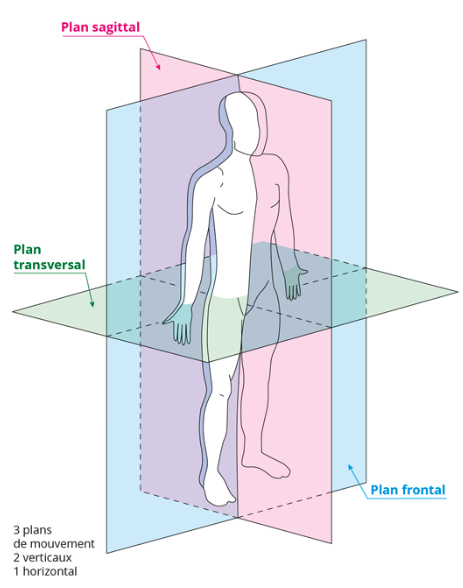 Plan sagittal
Plan
transversal
Plan frontal
3 plans
de mouvement
2 verticaux
1 horizontal